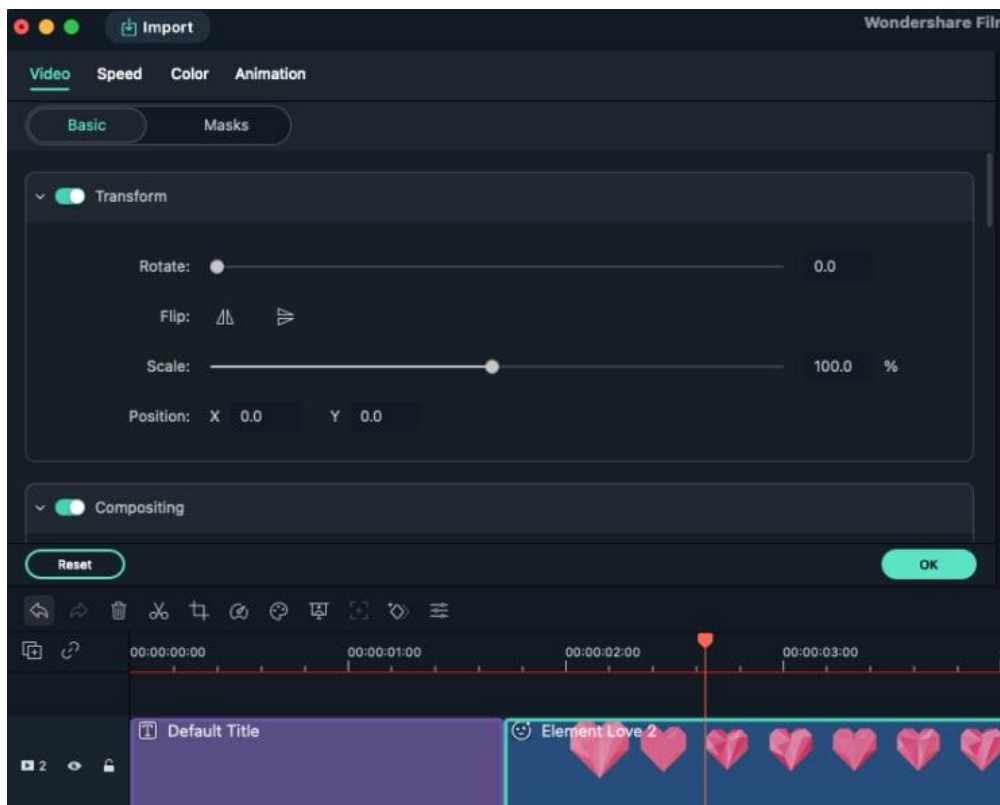 Import
Wondershare
Video Speed Color Animation
Basic Masks
Transform
Rotate: 0.0
Flip:
Scale: 100.0 %
Position: X 0.0 Y 0.0
Compositing
Reset OK
00:00:00:00 00:00:01:00 00:00:02:00 00:00:03:00
Default Title Element Love 2
2